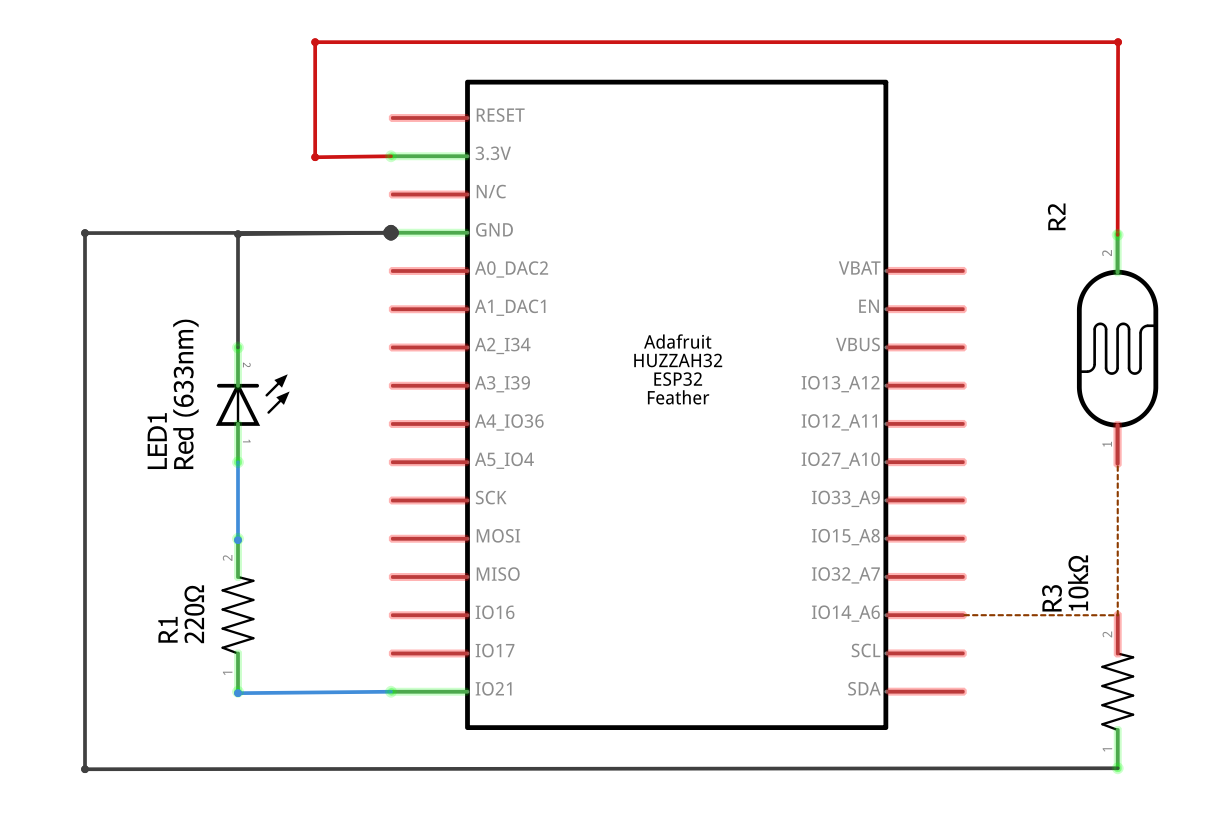 RESET
3.3V
N/C
GND
A0_DAC2
A1_DAC1
A2_I34
A3_I39
A4_IO36
A5_IO4
SCK
MOSI
MISO
IO16
IO17
IO21
Adafruit
HUZZAH32
ESP32
Feather
VBAT
EN
VBUS
IO13_A12
IO12_A11
IO27_A10
IO33_A9
IO15_A8
IO32_A7
IO14_A6
SCL
SDA
LED1
Red (633nm)
2
1
R1
220Ω
2
1
R2
2
1
R3
10kΩ
2
1